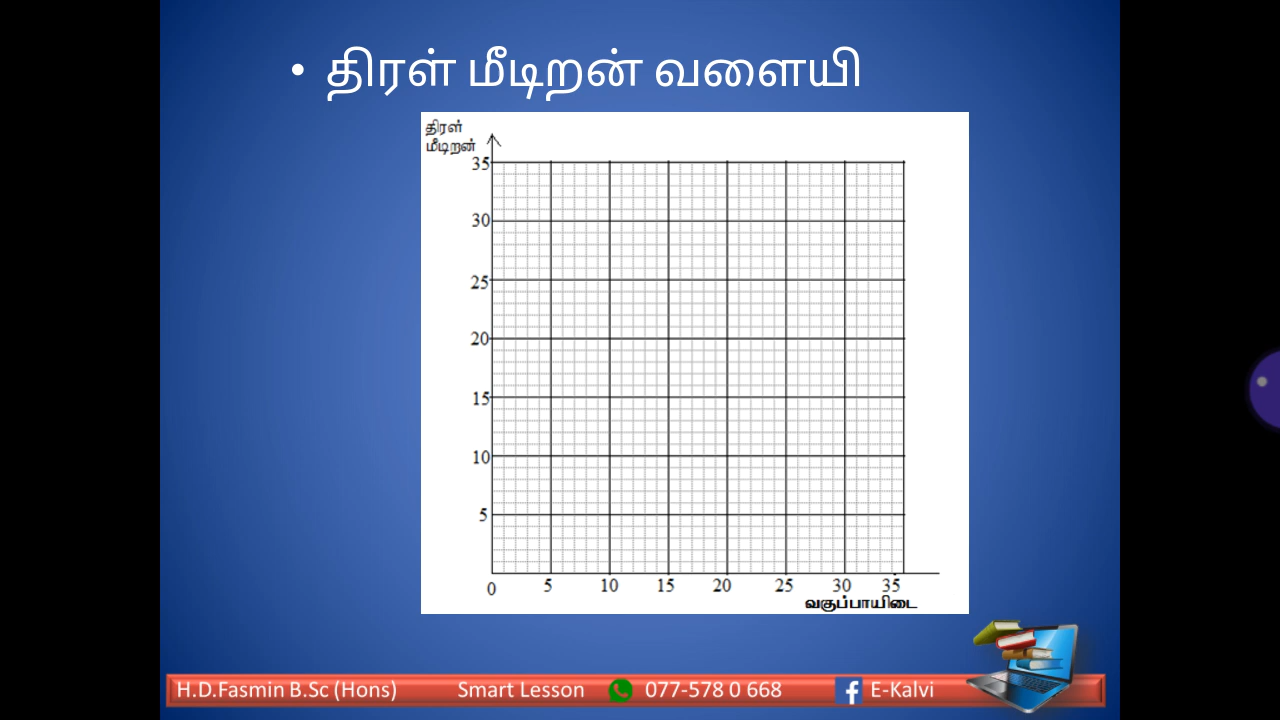 • திரள் மீடிறன் வளையி
திரள்
மீடிறன்
35
30
25
20
15
10
5
0 5 10 15 20 25 30 35
வகுப்பாயிடை
H.D.Fasmin B.Sc (Hons) Smart Lesson 077-578 0 668 E-Kalvi